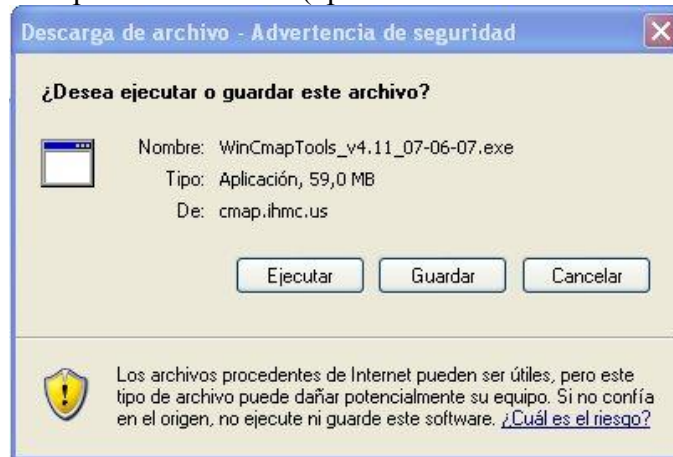 Descarga de archivo - Advertencia de seguridad
¿Desea ejecutar o guardar este archivo?
Nombre: WinCmapTools_v4.11_07-06-07.exe
Tipo: Aplicación, 59,0 MB
De: cmap.ihmc.us
Ejecutar Guardar Cancelar
Los archivos procedentes de Internet pueden ser útiles, pero este
tipo de archivo puede dañar potencialmente su equipo. Si no confía
en el origen, no ejecute ni guarde este software. ¿Cuál es el riesgo?